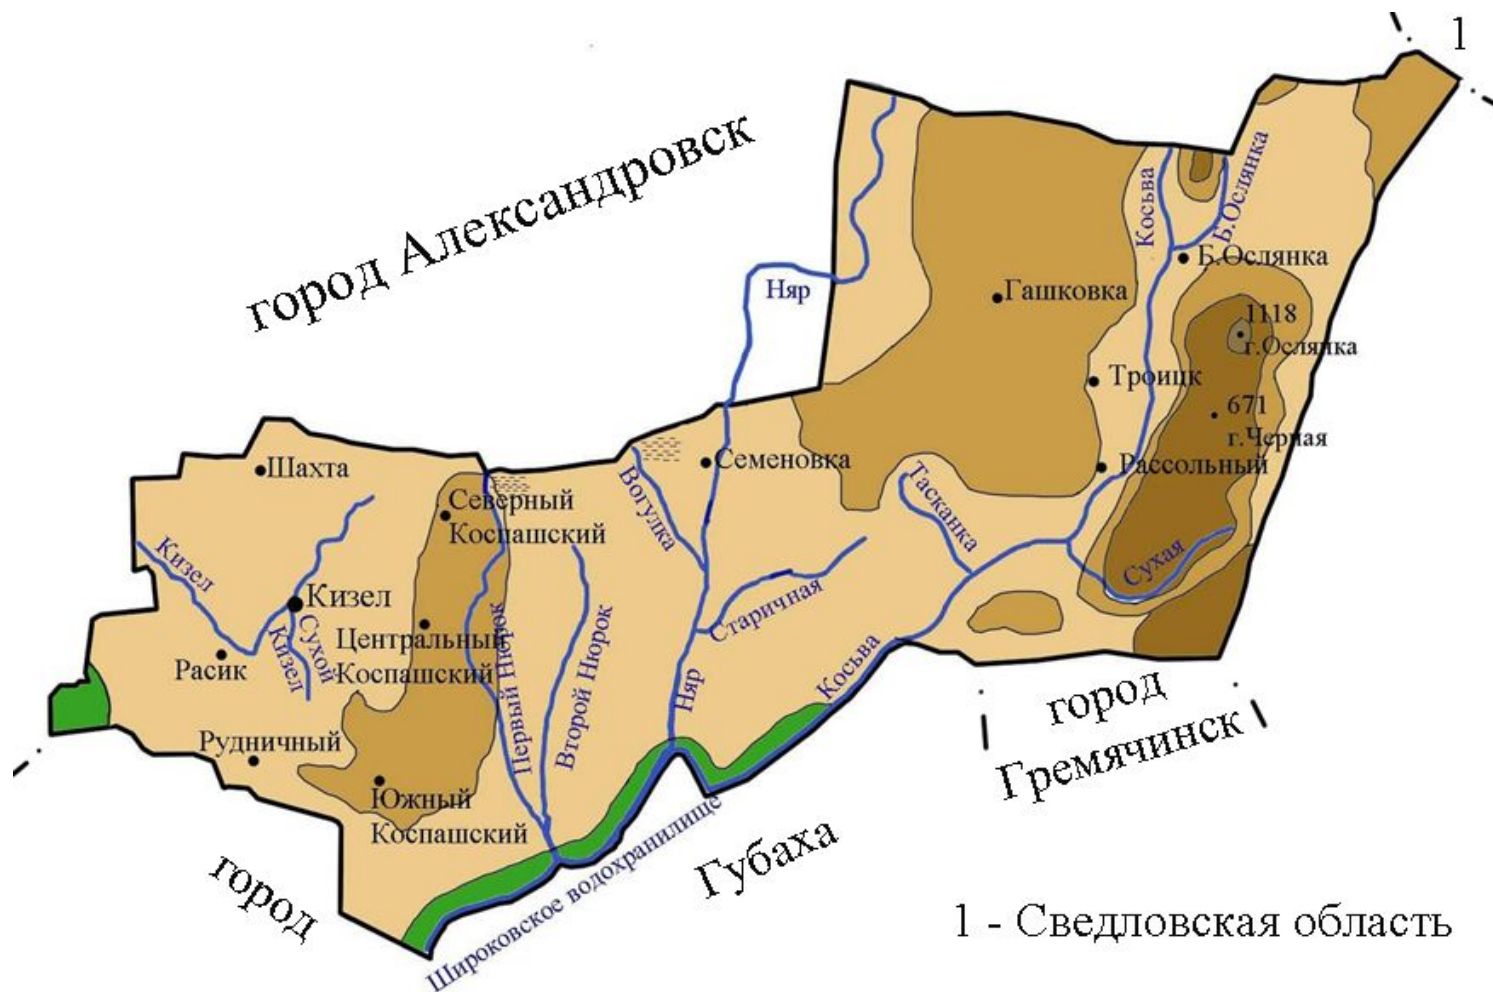 1
город Александровск
Косьва
Б.Ослянка
Б.Ослянка
Няр
Гашковка
1118
г.Ослянка
Троицк
671
г.Черная
Шахта
Семеновка
Рассольный
Вогулка
Тасканка
Северный
Коспашский
Кизел
Сухая
Кизел
Старичная
Сухой
Кизел
Центральный
Коспашский
Первый Нюрок
Второй Нюрок
Расик
Няр
Косьва
Рудничный
Южный
Коспашский
город
Гремячинск
Широковское водохранилище
город
Губаха
1 - Сведловская область